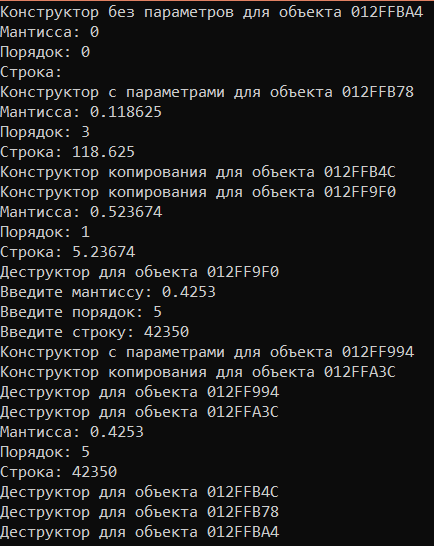 Конструктор без параметров для объекта 012FFBA4
Мантисса: 0
Порядок: 0
Строка:
Конструктор с параметрами для объекта 012FFB78
Мантисса: 0.118625
Порядок: 3
Строка: 118.625
Конструктор копирования для объекта 012FFB4C
Конструктор копирования для объекта 012FF9F0
Мантисса: 0.523674
Порядок: 1
Строка: 5.23674
Деструктор для объекта 012FF9F0
Введите мантиссу: 0.4253
Введите порядок: 5
Введите строку: 42350
Конструктор с параметрами для объекта 012FF994
Конструктор копирования для объекта 012FFA3C
Деструктор для объекта 012FF994
Деструктор для объекта 012FFA3C
Мантисса: 0.4253
Порядок: 5
Строка: 42350
Деструктор для объекта 012FFB4C
Деструктор для объекта 012FFB78
Деструктор для объекта 012FFBA4